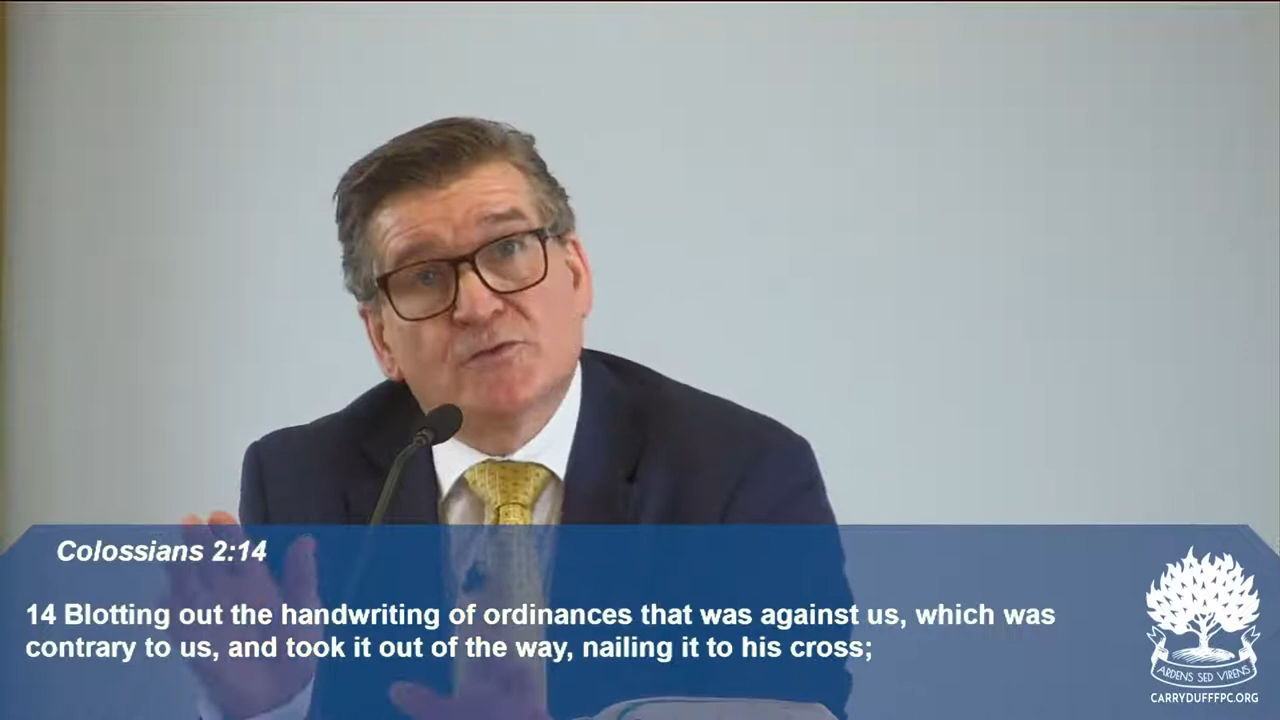 Colossians 2:14
14 Blotting out the handwriting of ordinances that was against us, which was
contrary to us, and took it out of the way, nailing it to his cross;
ARDENS SED VIRENS
CARRYDUFFFPC.ORG